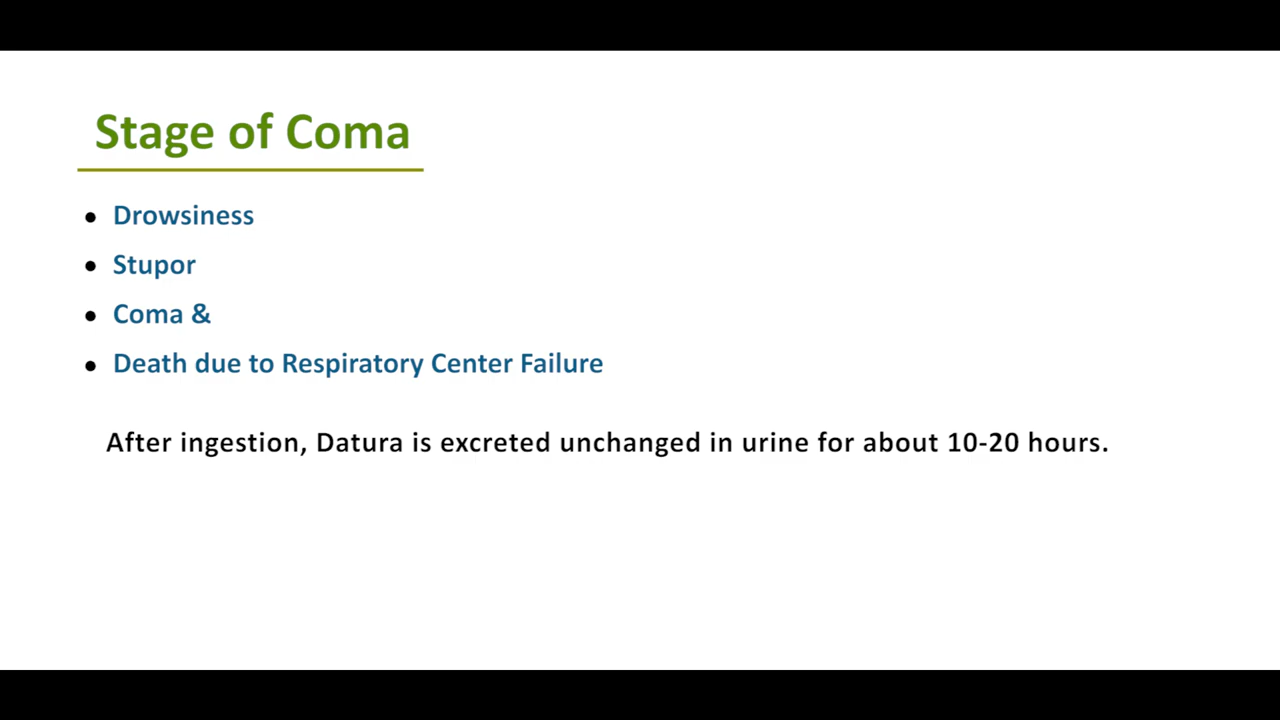 Stage of Coma
• Drowsiness
• Stupor
• Coma &
• Death due to Respiratory Center Failure
After ingestion, Datura is excreted unchanged in urine for about 10-20 hours.